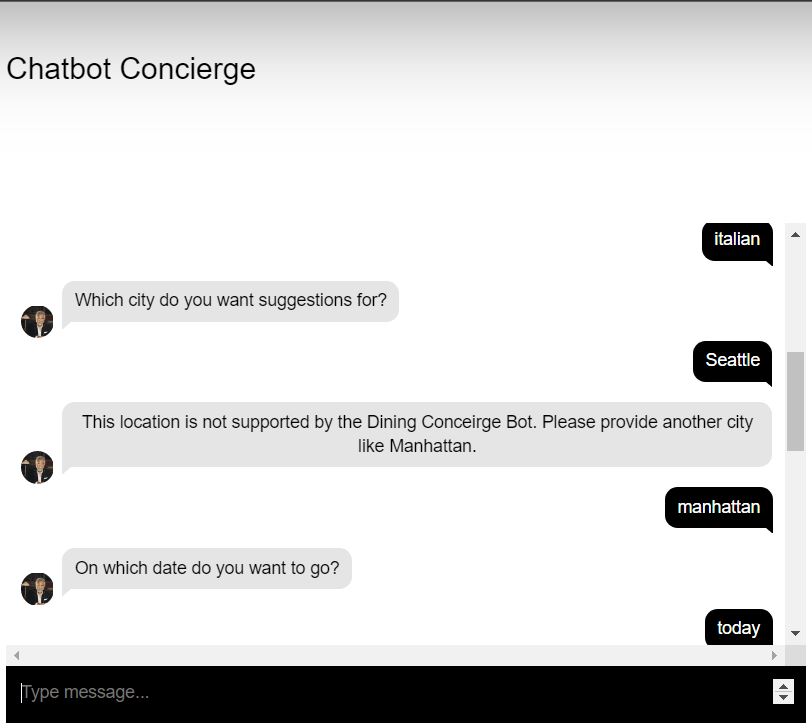 Chatbot Concierge
italian
Which city do you want suggestions for?
Seattle
This location is not supported by the Dining Conceirge Bot. Please provide another city
like Manhattan.
manhattan
On which date do you want to go?
today
Type message...